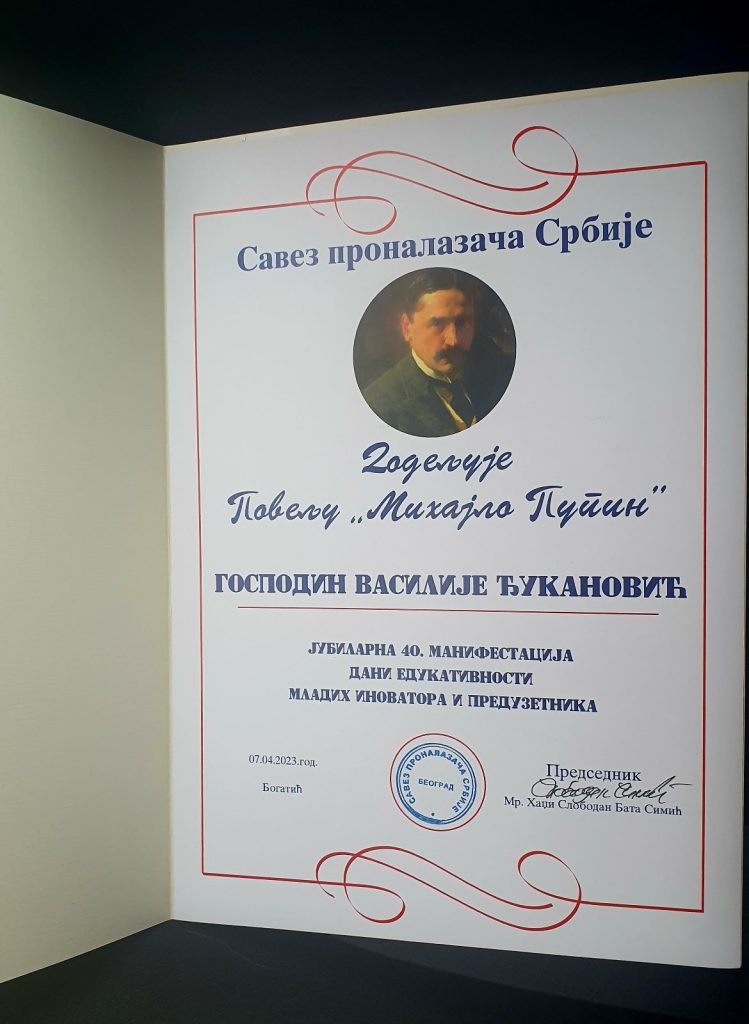 Савез проналазача Србије
Додељује
Повељу „Михајло Пупин"
ГОСПОДИН ВАСИЛИЈЕ ЂУКАНОВИЋ
ЈУБИЛАРНА 40. МАНИФЕСТАЦИЈА
ДАНИ ЕДУКАТИВНОСТИ
МЛАДИХ ИНОВАТОРА И ПРЕДУЗЕТНИКА
07.04.2023.год.
Богатић
САВЕЗ ПРОНАЛАЗАЧА СРБИЈЕ
БЕОГРАД
Председник
Мр. Хаџи Слободан Бата Симић